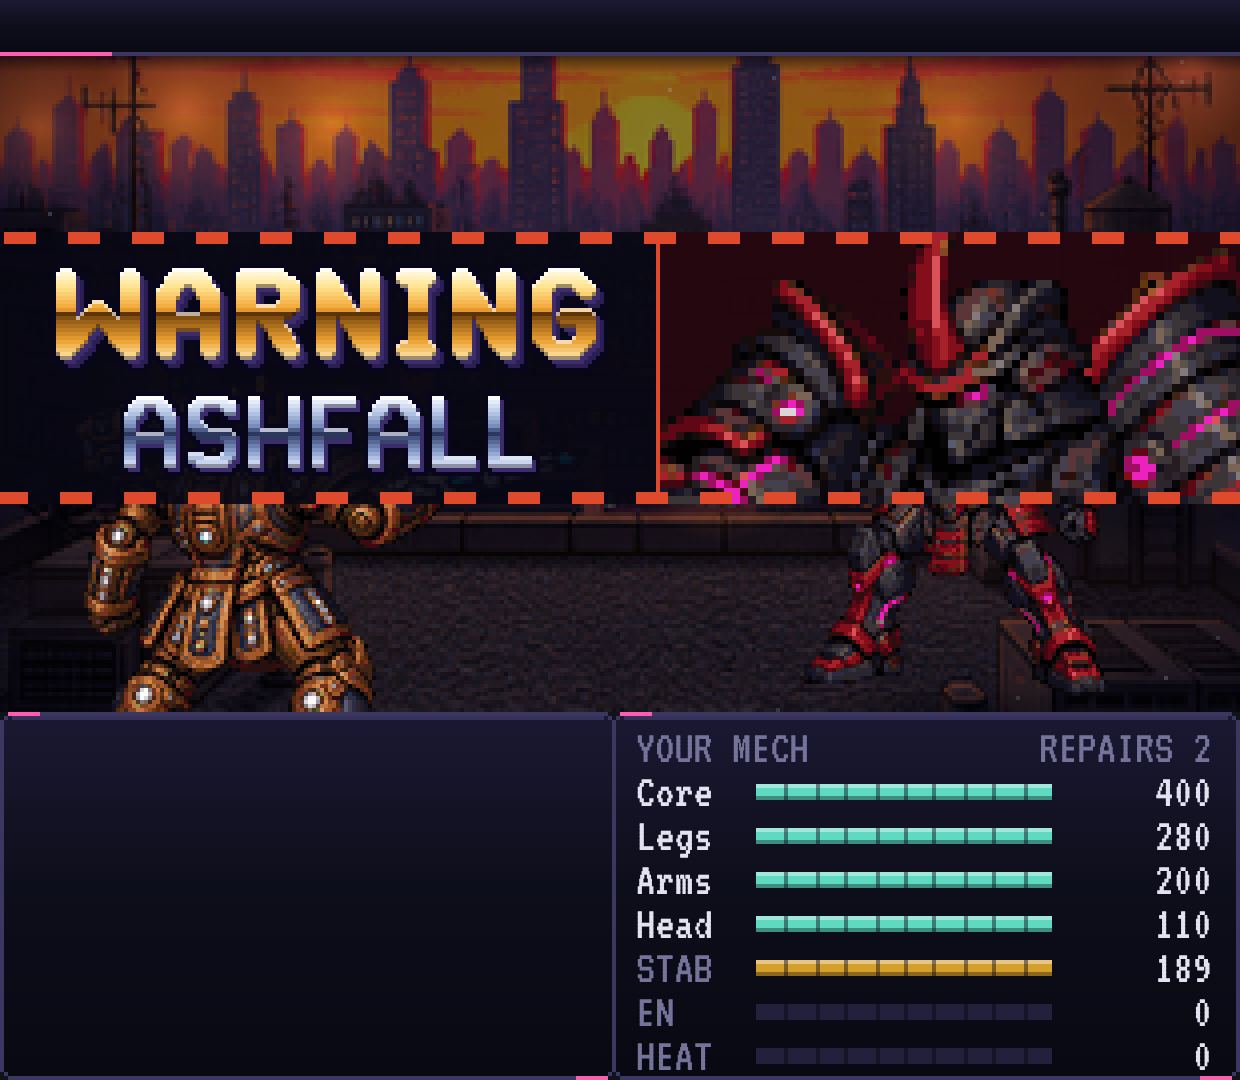 WARNING
ASHFALL
YOUR MECH REPAIRS 2
Core 400
Legs 280
Arms 200
Head 110
STAB 189
EN 0
HEAT 0